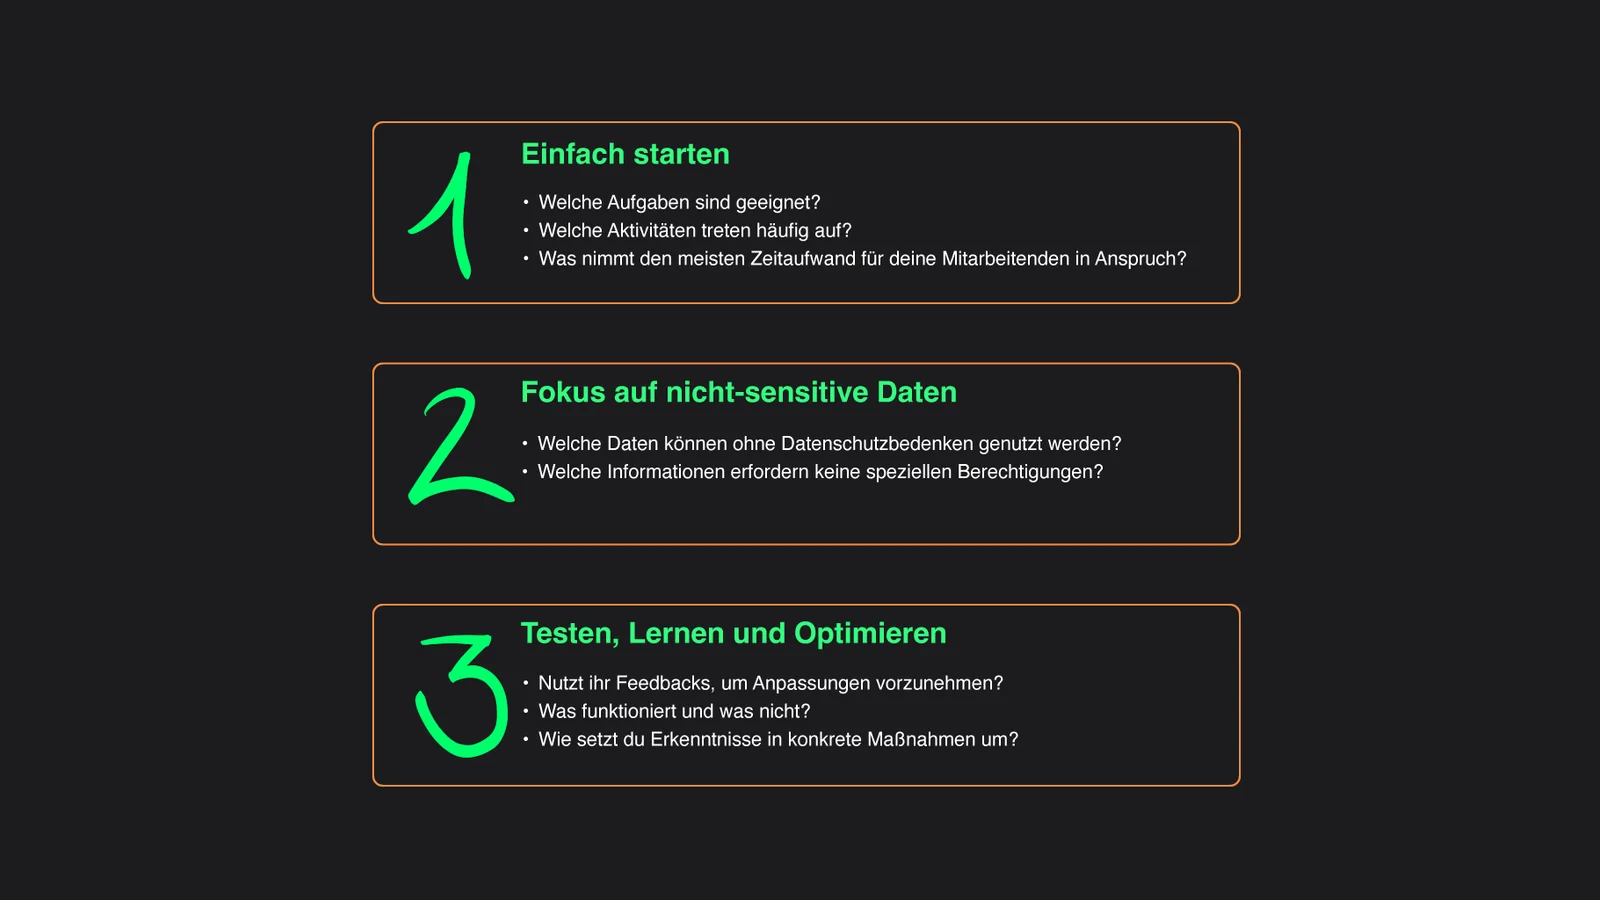 1
Einfach starten
• Welche Aufgaben sind geeignet?
• Welche Aktivitäten treten häufig auf?
• Was nimmt den meisten Zeitaufwand für deine Mitarbeitenden in Anspruch?
2
Fokus auf nicht-sensitive Daten
• Welche Daten können ohne Datenschutzbedenken genutzt werden?
• Welche Informationen erfordern keine speziellen Berechtigungen?
3
Testen, Lernen und Optimieren
• Nutzt ihr Feedbacks, um Anpassungen vorzunehmen?
• Was funktioniert und was nicht?
• Wie setzt du Erkenntnisse in konkrete Maßnahmen um?